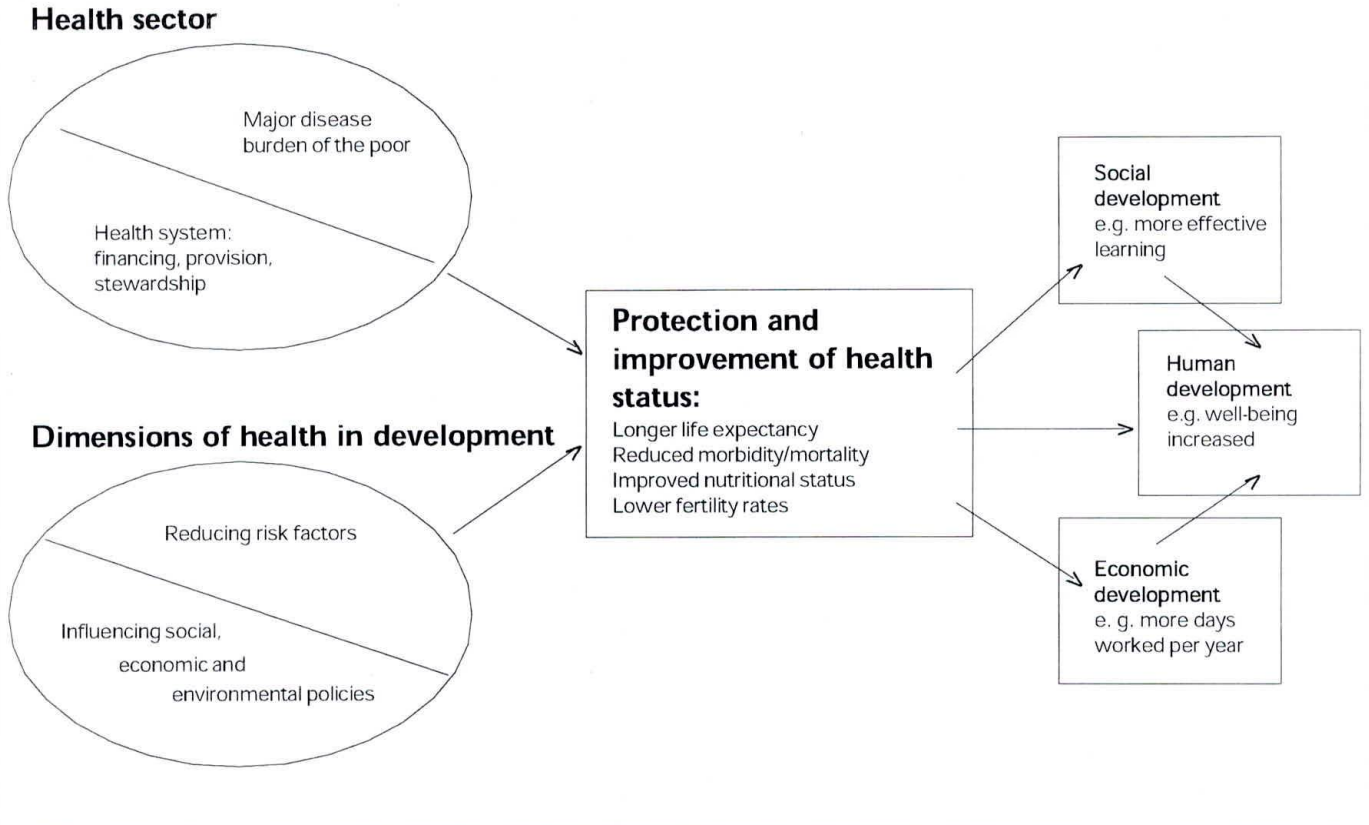 Health sector
Major disease
burden of the poor
Health system:
financing, provision,
stewardship
Dimensions of health in development
Reducing risk factors
Influencing social,
economic and
environmental policies
Protection and
improvement of health
status:
Longer life expectancy
Reduced morbidity/mortality
Improved nutritional status
Lower fertility rates
Social
development
e.g. more effective
learning
Human
development
e.g. well-being
increased
Economic
development
e. g. more days
worked per year